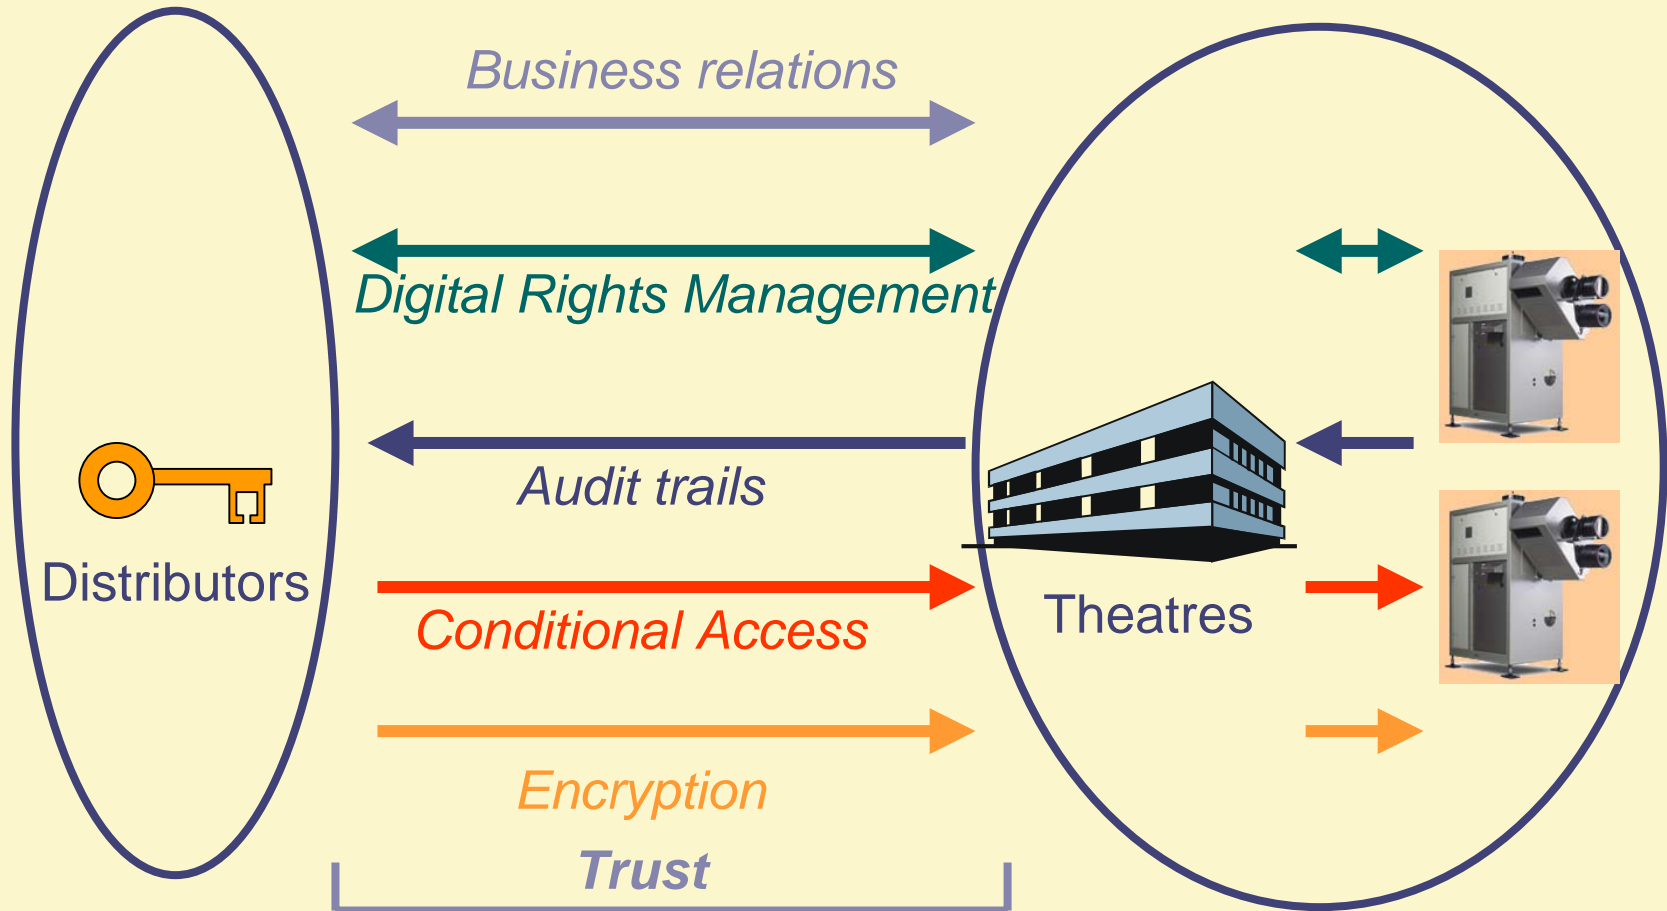 Business relations
Digital Rights Management
Audit trails
Distributors
Theatres
Conditional Access
Encryption
Trust